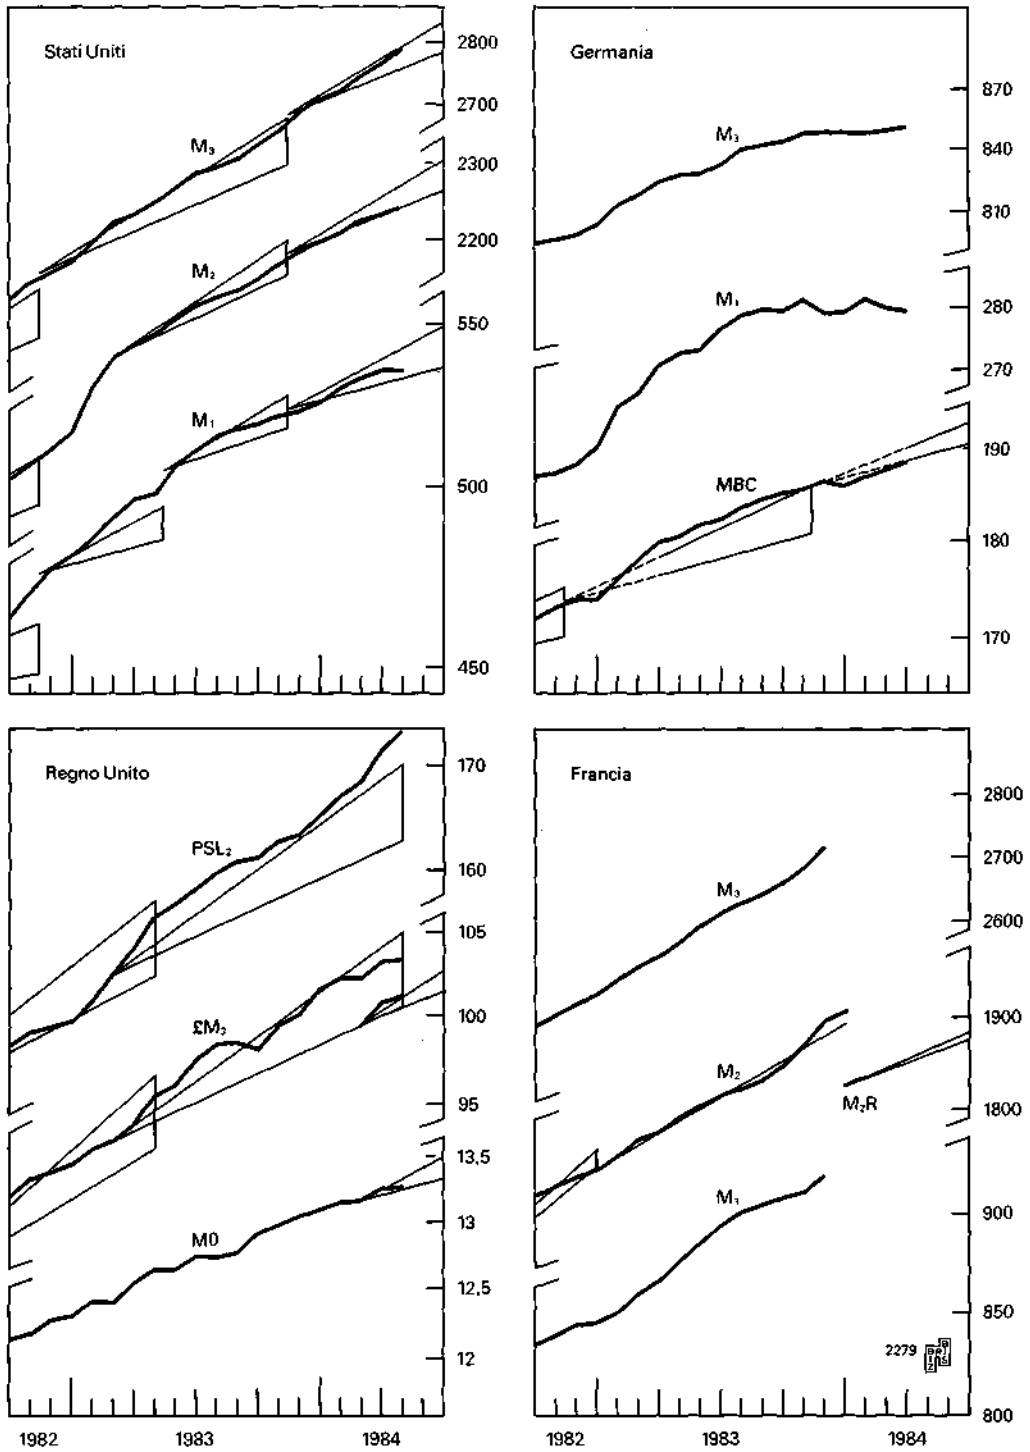 Stati Uniti
M₃
M₂
M₁
2800
2700
2300
2200
550
500
450
Germania
M₃
M₁
MBC
870
840
810
280
270
190
180
170
Regno Unito
PSL₂
£M₃
M0
170
160
105
100
95
13,5
13
12,5
12
1982
1983
1984
Francia
M₃
M₂
M₂R
M₁
2800
2700
2600
1900
1800
900
850
800
2279
1982
1983
1984